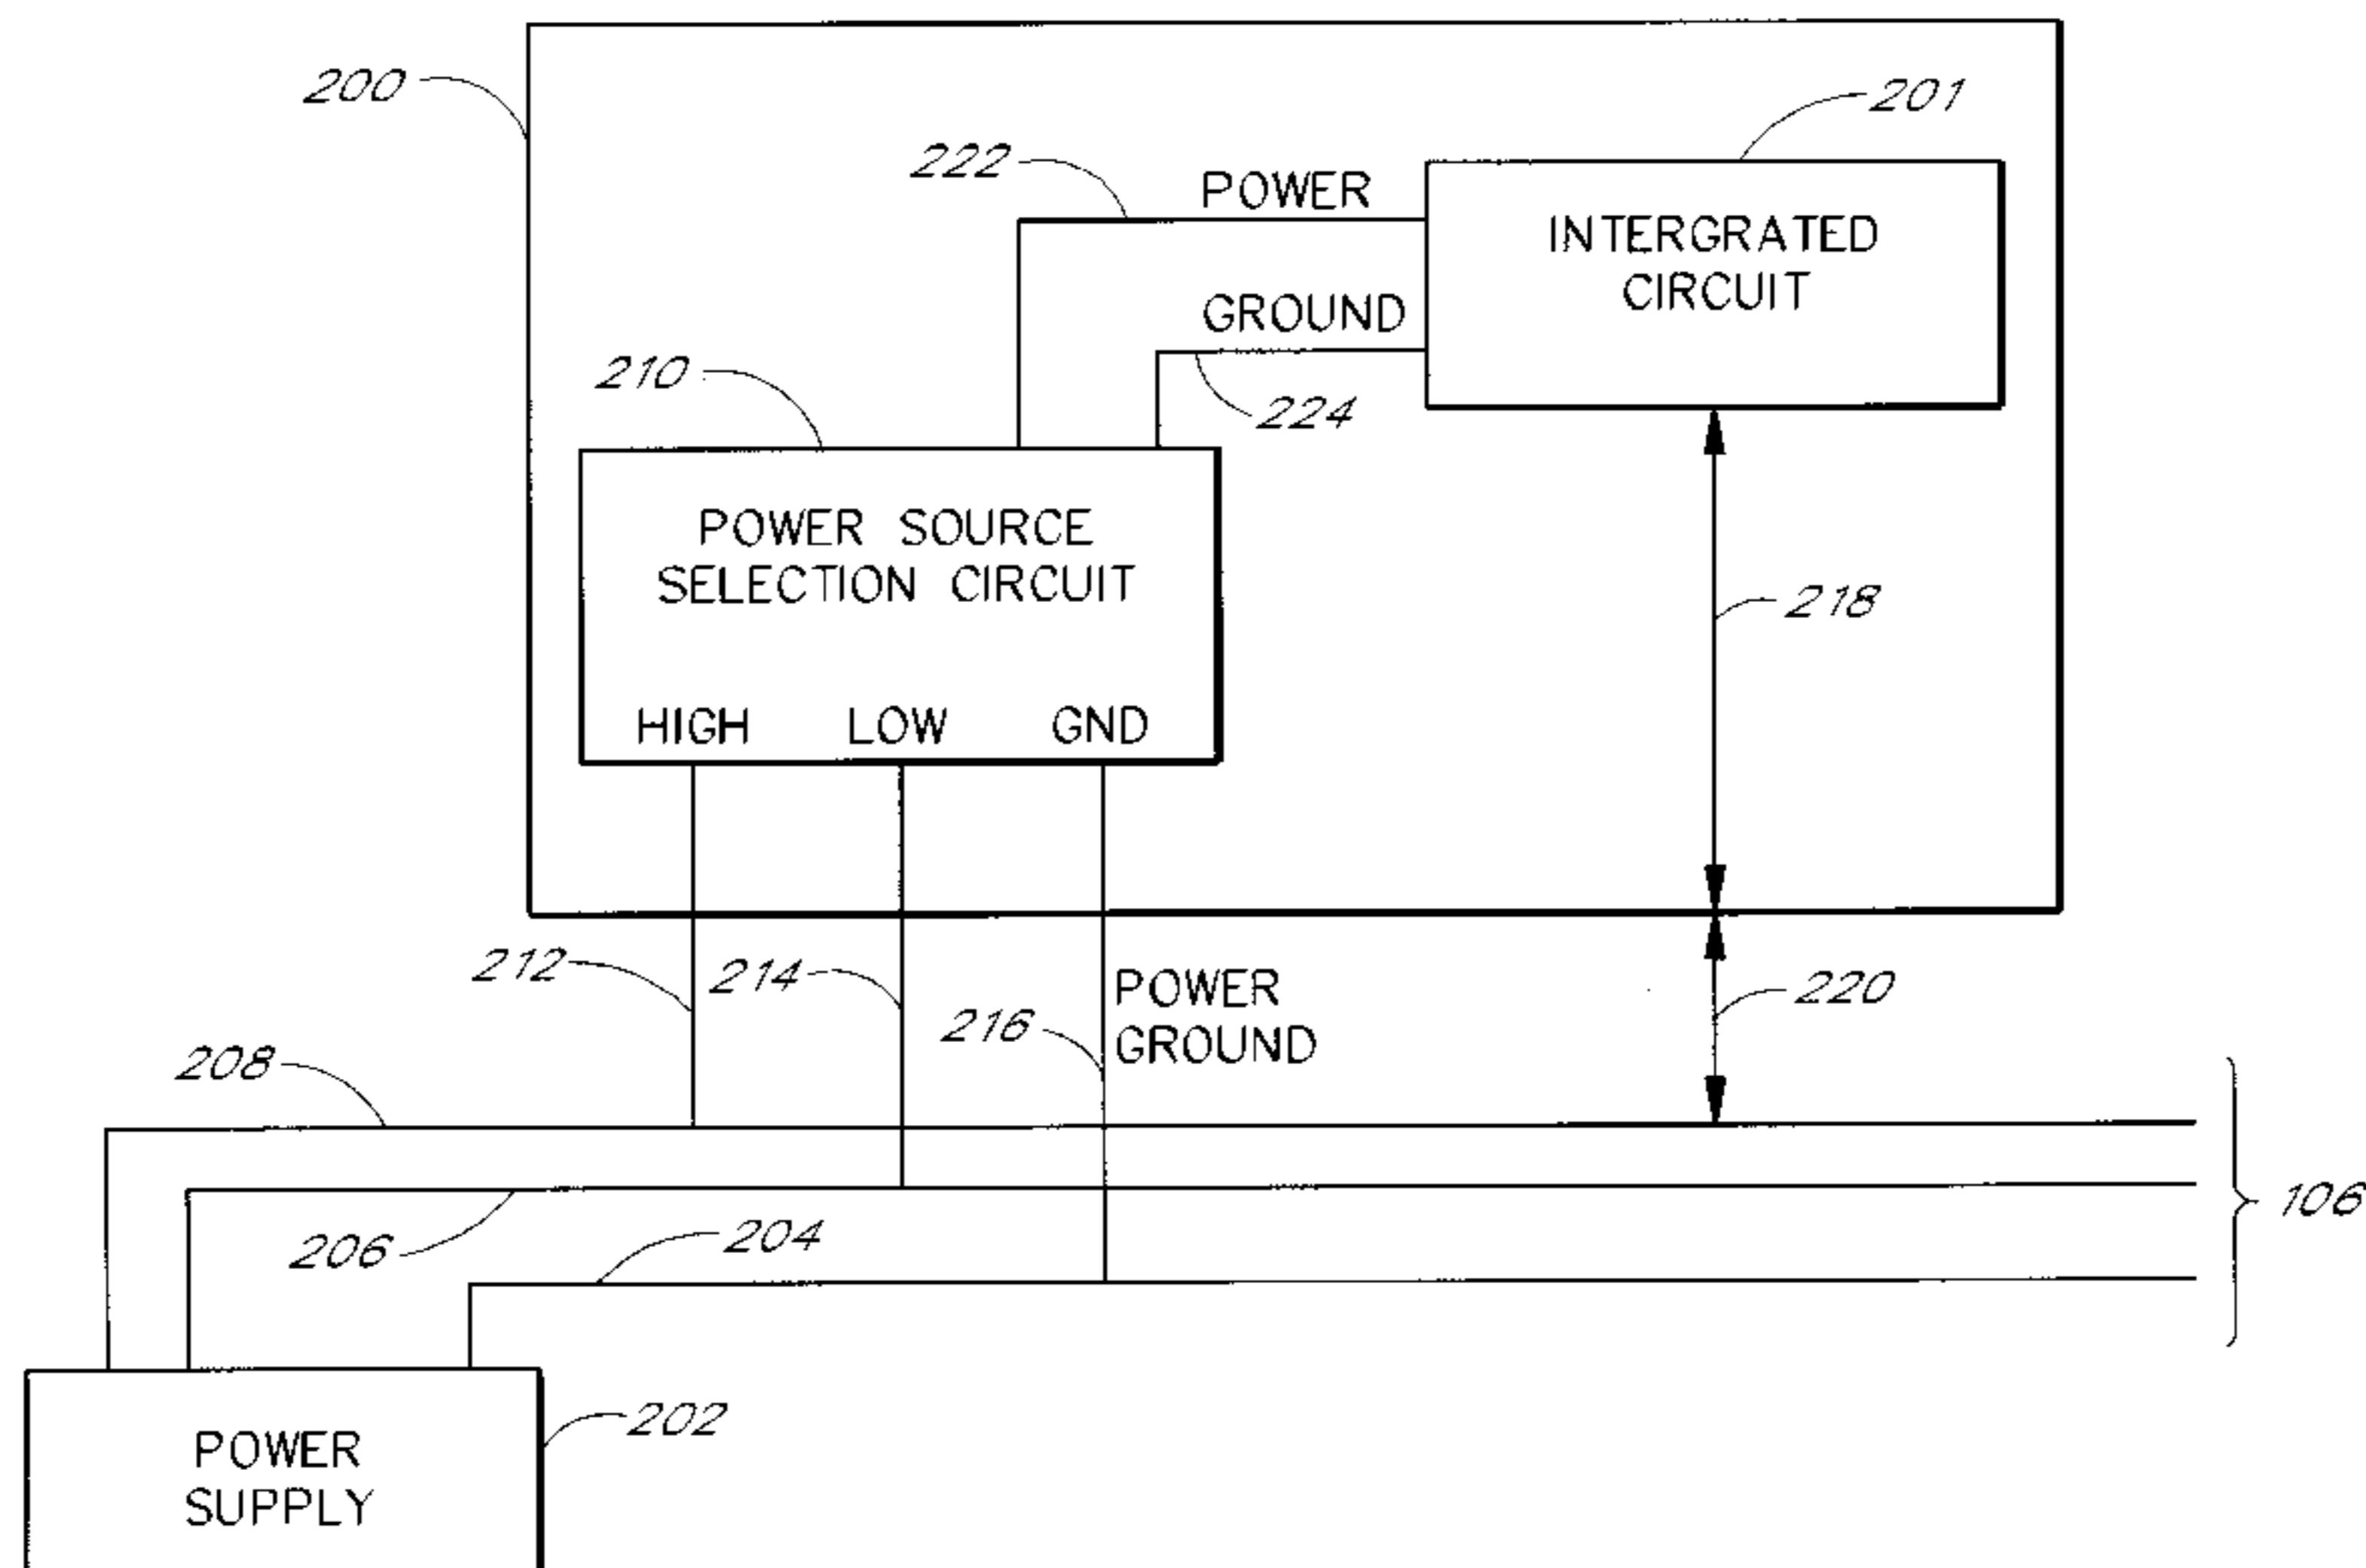 200
201
222
POWER
INTERGRATED
CIRCUIT
GROUND
210
224
POWER SOURCE
SELECTION CIRCUIT
218
HIGH LOW GND
212
214
POWER
GROUND
216
220
208
106
206
204
202
POWER
SUPPLY